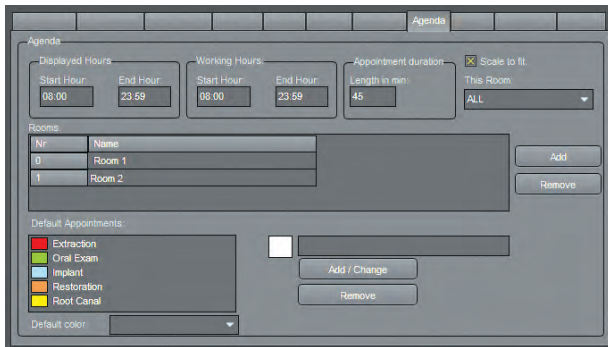 Agenda
Agenda
Displayed Hours
Start Hour: End Hour:
08:00 23:59
Working Hours:
Start Hour: End Hour:
08:00 23:59
Appointment duration
Length in min:
45
Scale to fit.
This Room:
ALL
Rooms:
Nr Name
0 Room 1
1 Room 2
Add
Remove
Default Appointments:
Extraction
Oral Exam
Implant
Restoration
Root Canal
Add / Change
Remove
Default color: